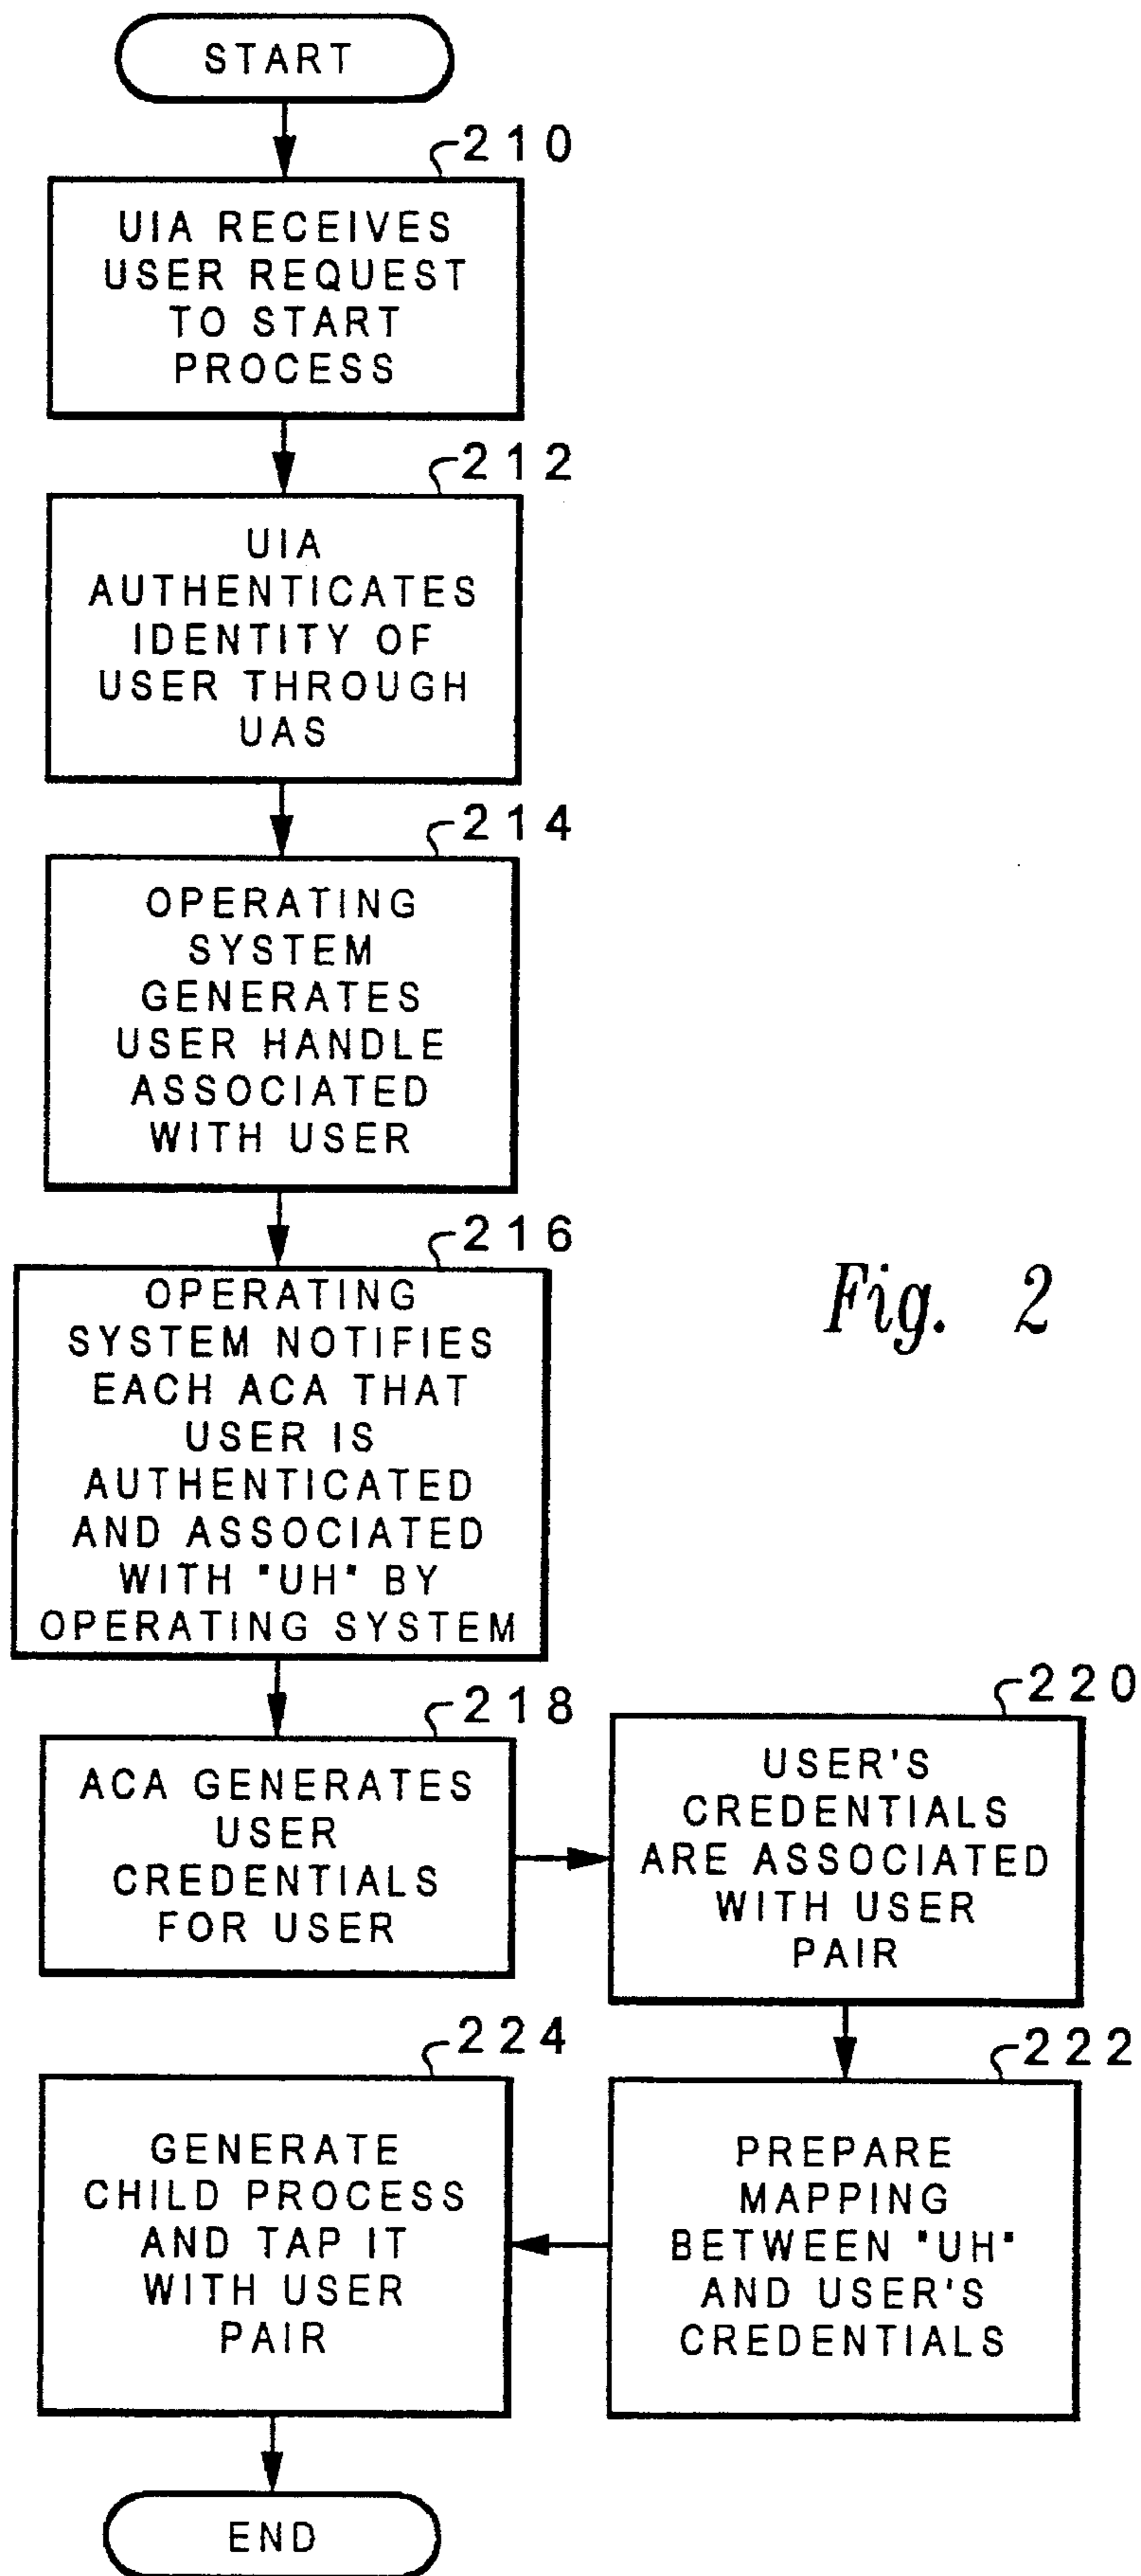 START
210
UIA RECEIVES
USER REQUEST
TO START
PROCESS
212
UIA
AUTHENTICATES
IDENTITY OF
USER THROUGH
UAS
214
OPERATING
SYSTEM
GENERATES
USER HANDLE
ASSOCIATED
WITH USER
216
OPERATING
SYSTEM NOTIFIES
EACH ACA THAT
USER IS
AUTHENTICATED
AND ASSOCIATED
WITH "UH" BY
OPERATING SYSTEM
Fig. 2
218
ACA GENERATES
USER
CREDENTIALS
FOR USER
220
USER'S
CREDENTIALS
ARE ASSOCIATED
WITH USER
PAIR
222
PREPARE
MAPPING
BETWEEN "UH"
AND USER'S
CREDENTIALS
224
GENERATE
CHILD PROCESS
AND TAP IT
WITH USER
PAIR
END